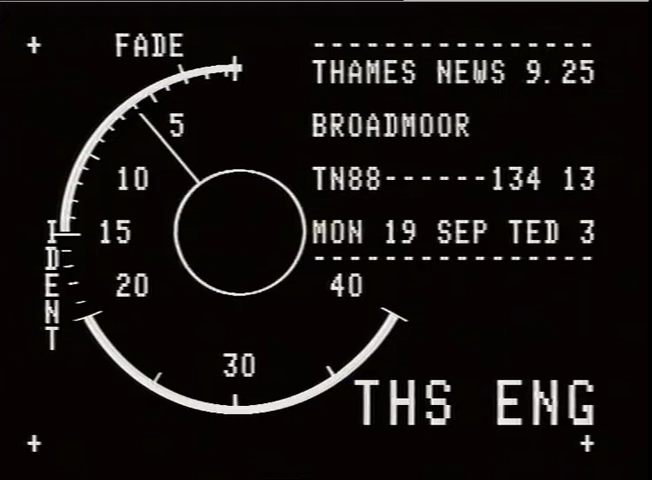 FADE
THAMES NEWS 9.25
BROADMOOR
TN88------134 13
MON 19 SEP TED 3
5
10
15
20
30
40
IDENT
THS ENG